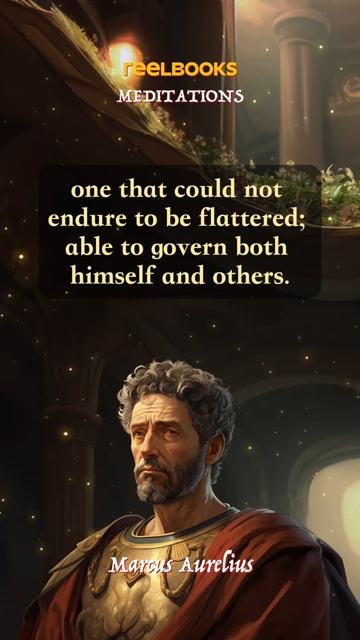 reelBOOKS
MEDITATIONS
one that could not
endure to be flattered;
able to govern both
himself and others.
Marcus Aurelius